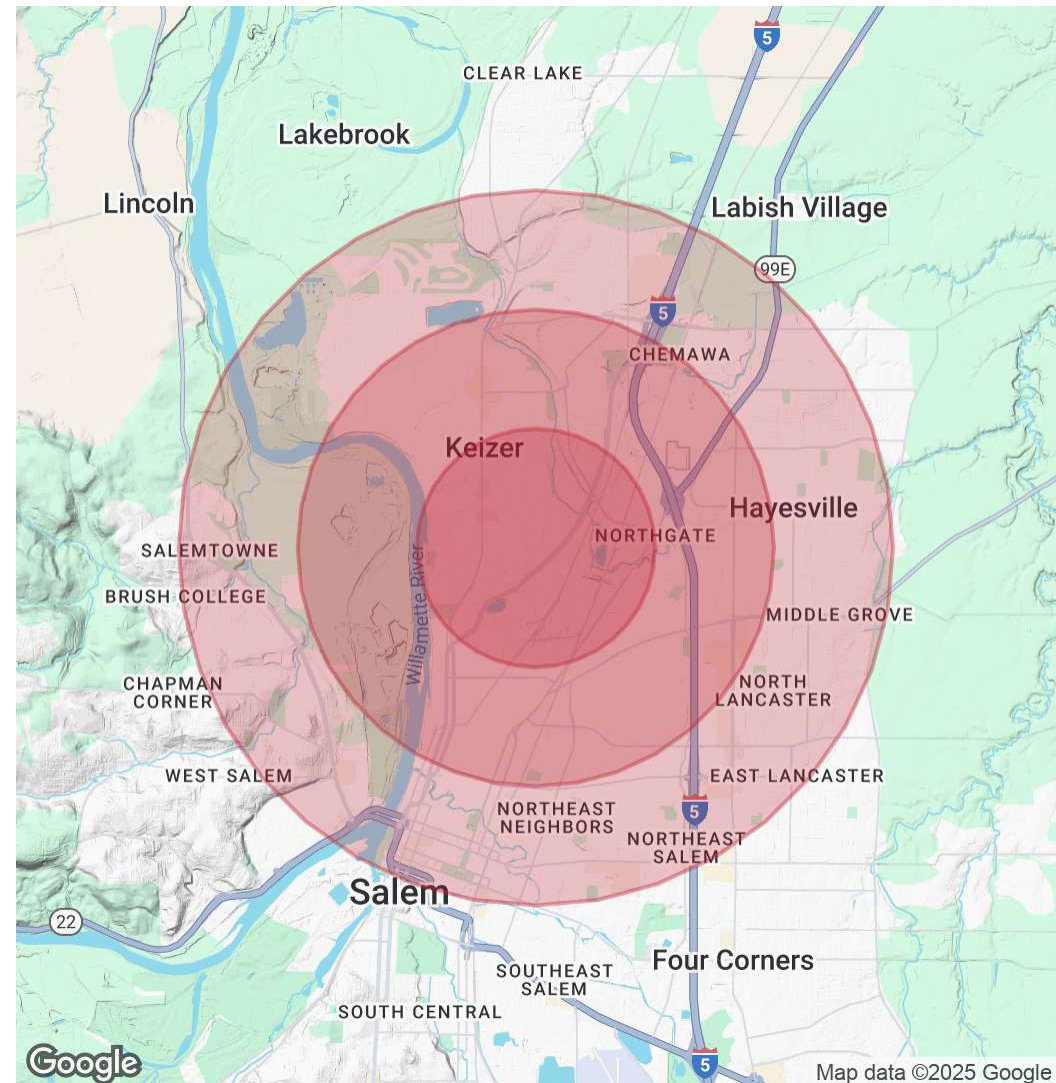 5
CLEAR LAKE
Lakebrook
Lincoln
Labish Village
99E
5
CHEMAWA
Keizer
Hayesville
NORTHGATE
SALEMTOWNE
BRUSH COLLEGE
Willamette River
MIDDLE GROVE
CHAPMAN
CORNER
NORTH
LANCASTER
WEST SALEM
EAST LANCASTER
5
NORTHEAST
NEIGHBORS
NORTHEAST
SALEM
Salem
22
Four Corners
SOUTHEAST
SALEM
SOUTH CENTRAL
5
Google
Map data ©2025 Google